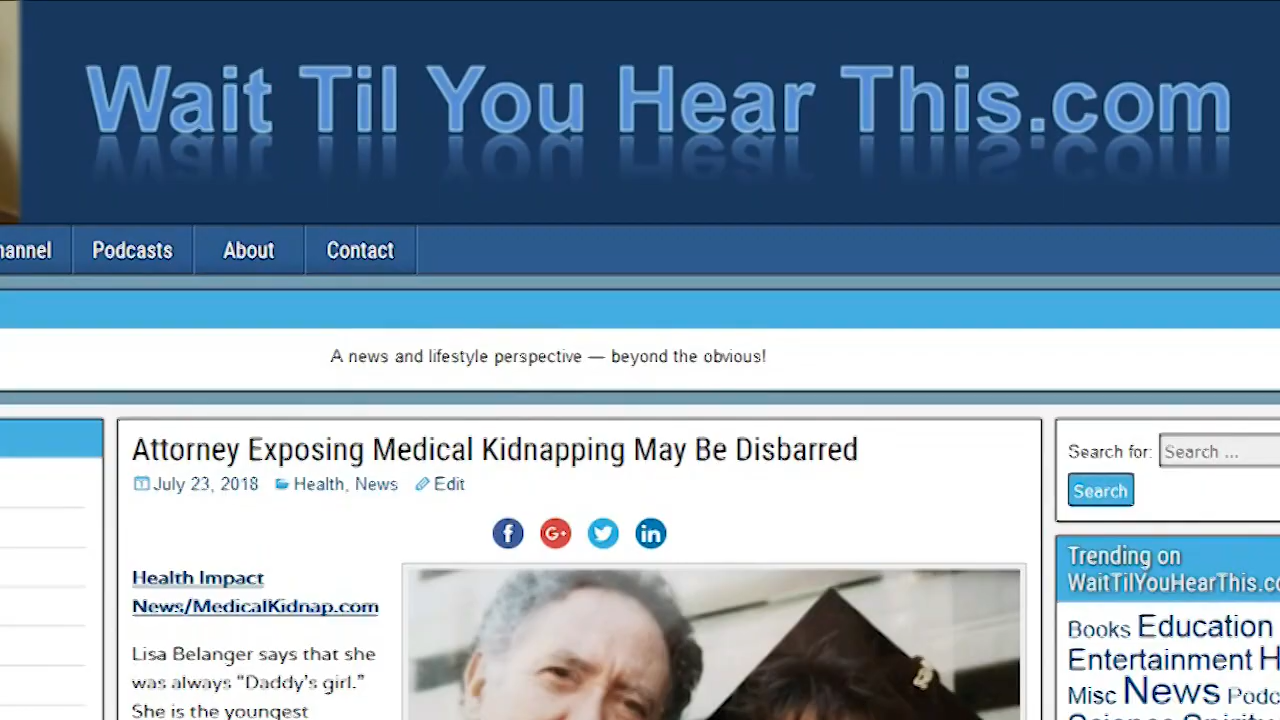 Wait Til You Hear This.com
hannel Podcasts About Contact
A news and lifestyle perspective — beyond the obvious!
Attorney Exposing Medical Kidnapping May Be Disbarred
July 23, 2018 Health, News Edit
Health Impact
News/MedicalKidnap.com
Lisa Belanger says that she
was always “Daddy’s girl.”
She is the youngest
Search for: Search ...
Search
Trending on
WaitTilYouHearThis.co
Books Education
Entertainment H
Misc News Podc